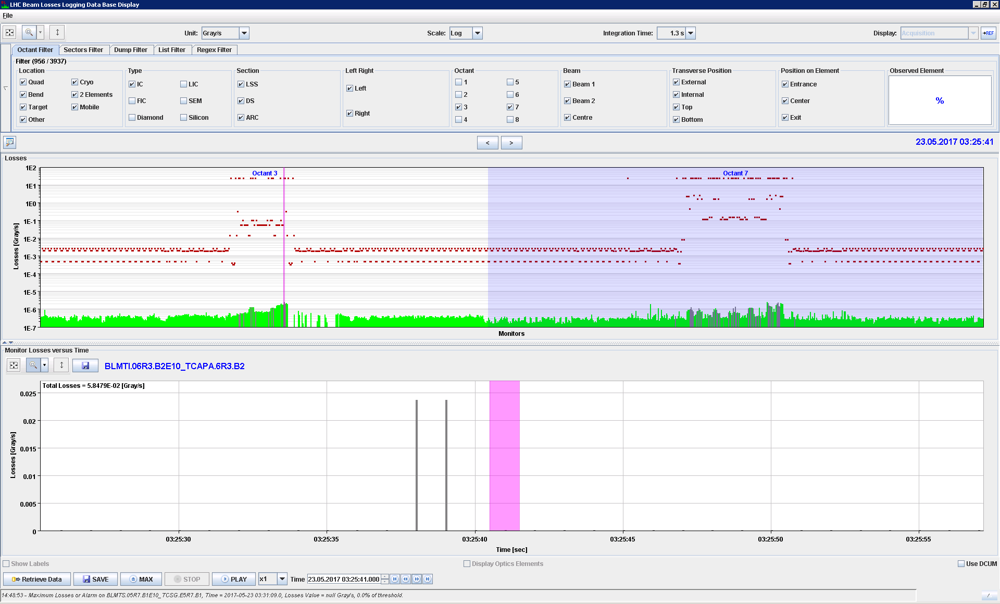 LHC Beam Losses Logging Data Base Display
File
Unit: Gray/s Scale: Log Integration Time: 1.3 s Display: Acquisition →REF
Octant Filter Sectors Filter Dump Filter List Filter Regex Filter
Filter (956 / 3937)
Location Type Section Left Right Octant Beam Transverse Position Position on Element Observed Element
Quad Cryo
Bend 2 Elements
Target Mobile
Other
IC LIC
FIC SEM
Diamond Silicon
LSS
DS
ARC
Left
Right
1 5
2 6
3 7
4 8
Beam 1
Beam 2
Centre
External
Internal
Top
Bottom
Entrance
Center
Exit
%
< > 23.05.2017 03:25:41
Losses
Octant 3 Octant 7
1E2
1E1
1E0
1E-1
1E-2
1E-3
1E-4
1E-5
1E-6
1E-7
Losses [Gray/s]
Monitors
Monitor Losses versus Time
BLMTI.06R3.B2E10_TCAPA.6R3.B2
Total Losses = 5.8479E-02 [Gray/s]
0.025
0.02
0.015
0.01
0.005
0
Losses [Gray/s]
03:25:30 03:25:35 03:25:40 03:25:45 03:25:50 03:25:55
Time [sec]
Show Labels Display Optics Elements Use DCUM
Retrieve Data SAVE MAX STOP PLAY x1 Time 23.05.2017 03:25:41.000
14:48:53 - Maximum Losses or Alarm on BLMTS.05R7.B1E10_TCSG.E5R7.B1, Time = 2017-05-23 03:31:09.0, Losses Value = null Gray/s, 0.0% of threshold.